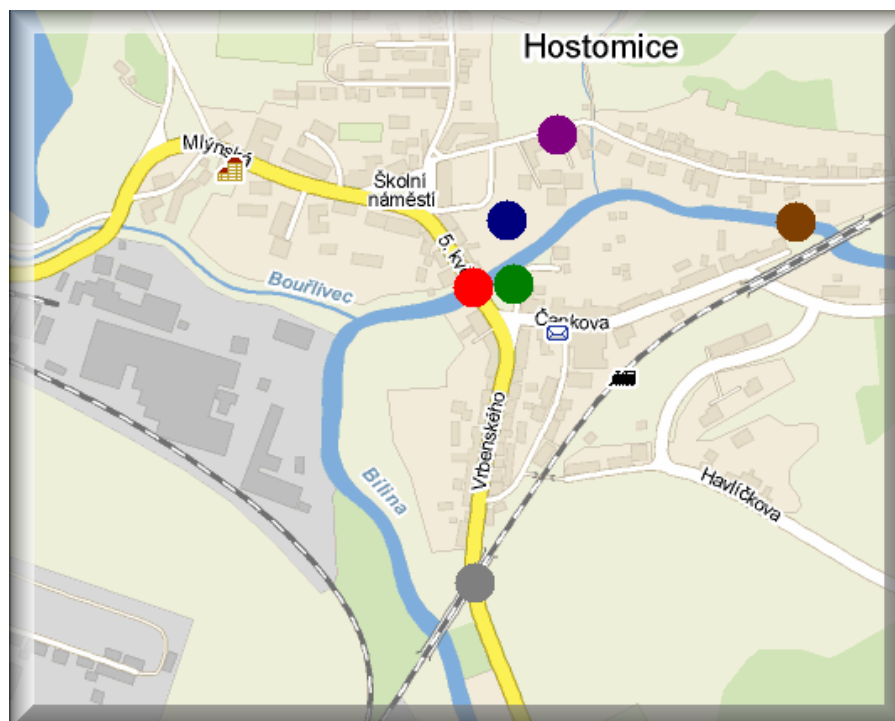 Hostomice
Mlýnská
Školní
náměstí
Bouřlivec
Čapkova
Vrbenského
Bílina
Havlíčkova